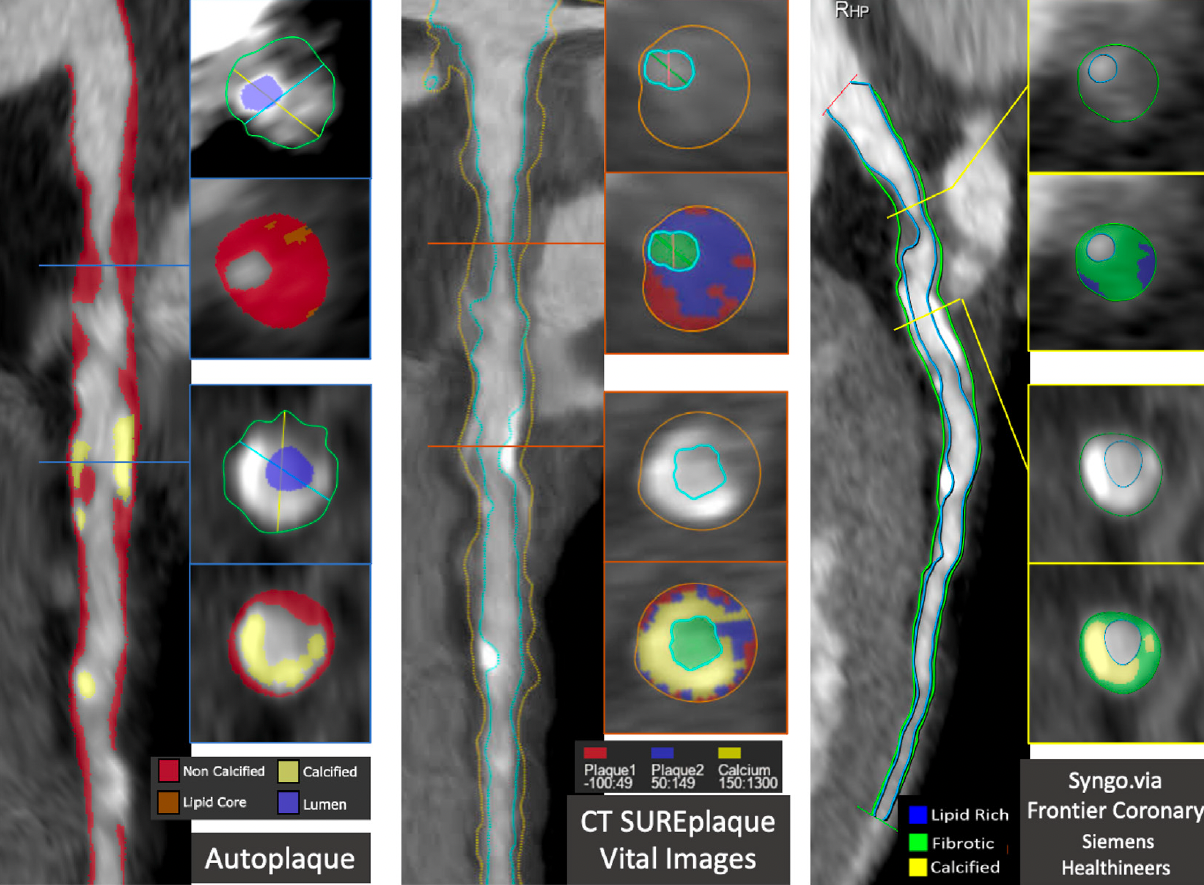 RHP
Non Calcified
Calcified
Lipid Core
Lumen
Autoplaque
Plaque1
-100:49
Plaque2
50:149
Calcium
150:1300
CT SUREplaque
Vital Images
Lipid Rich
Fibrotic
Calcified
Syngo.via
Frontier Coronary
Siemens
Healthineers